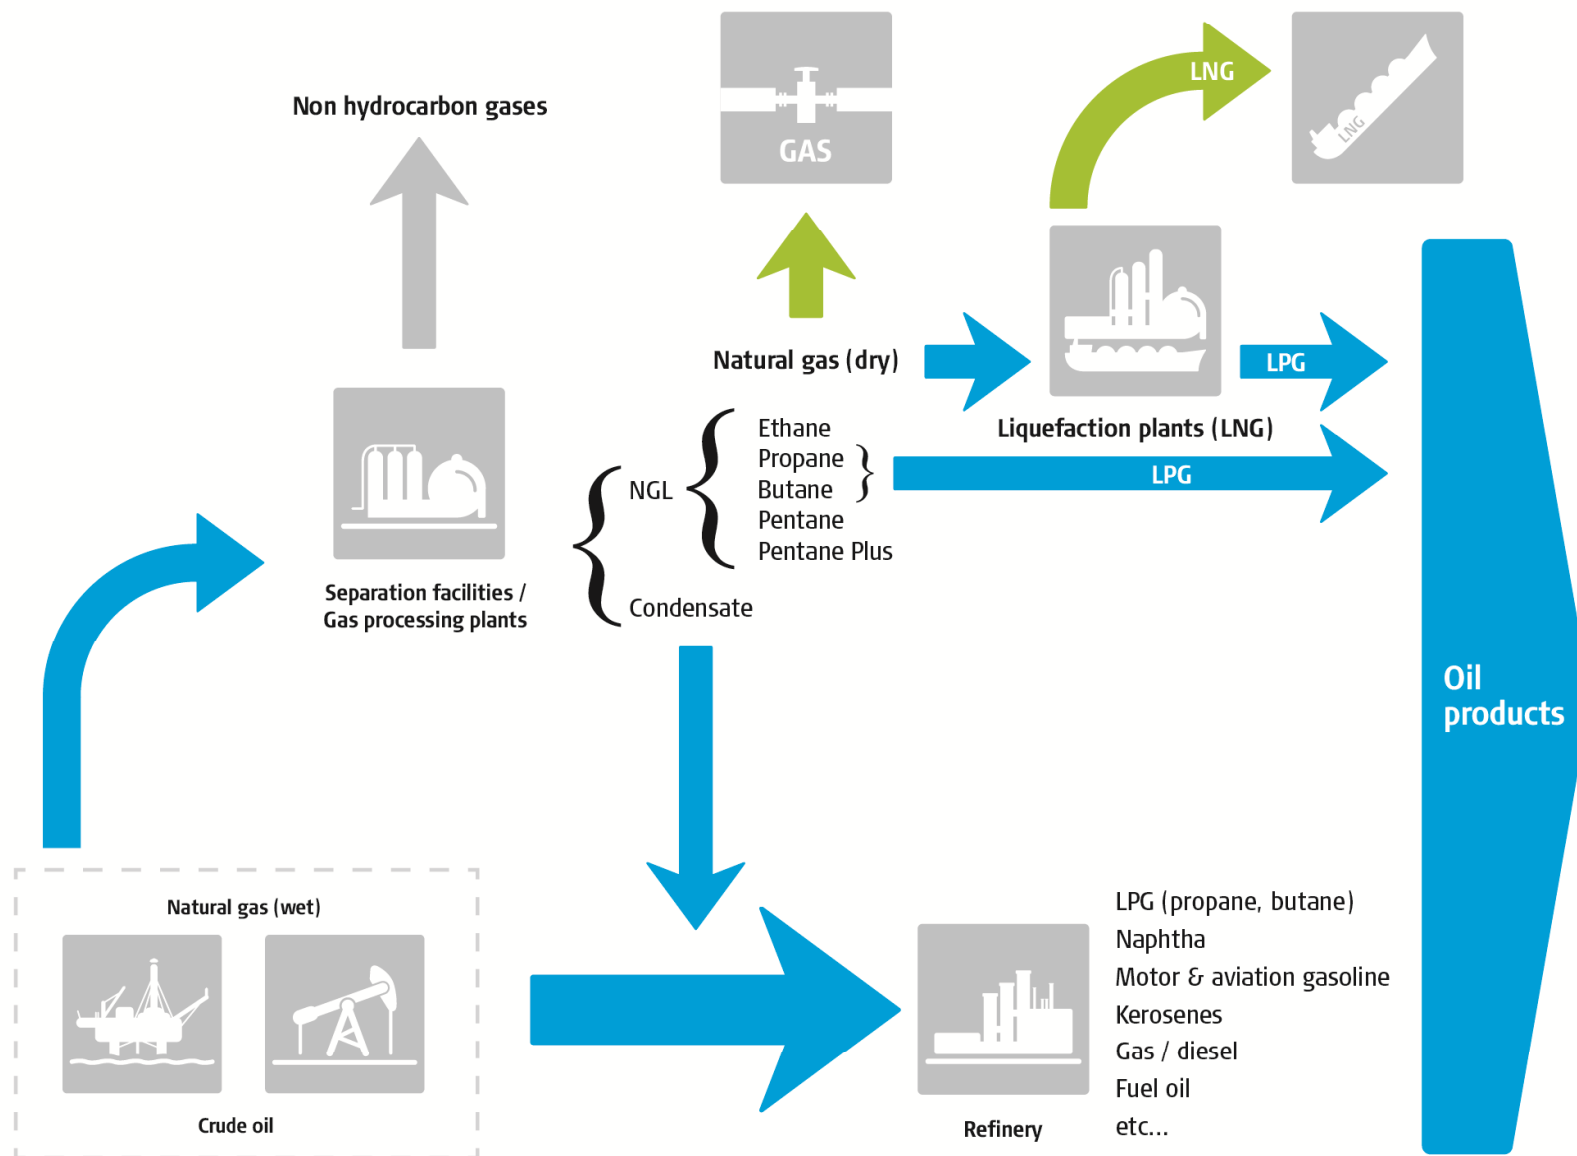 Non hydrocarbon gases
GAS
LNG
LNG
Natural gas (dry)
LPG
Liquefaction plants (LNG)
Ethane
Propane
Butane
Pentane
Pentane Plus
NGL
LPG
Condensate
Separation facilities /
Gas processing plants
Oil
products
Natural gas (wet)
Crude oil
Refinery
LPG (propane, butane)
Naphtha
Motor & aviation gasoline
Kerosenes
Gas / diesel
Fuel oil
etc...